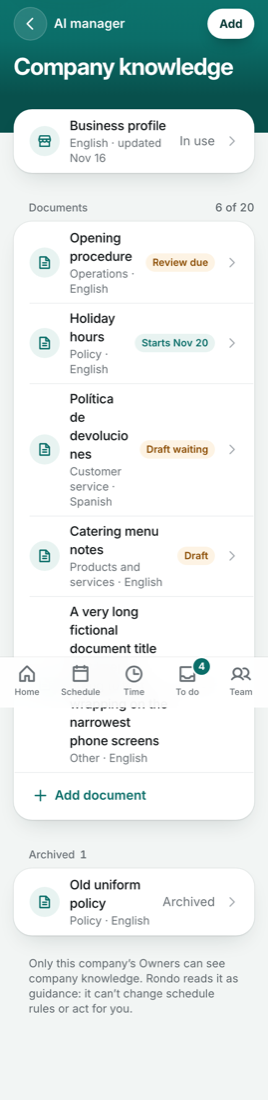 AI manager
Add
Company knowledge
Business profile
English · updated
Nov 16
In use
Documents
6 of 20
Opening
procedure
Operations ·
English
Review due
Holiday
hours
Policy ·
English
Starts Nov 20
Política
de
devolucio
nes
Customer
service ·
Spanish
Draft waiting
Catering menu
notes
Products and
services · English
Draft
A very long
fictional
document title
Home
Schedule
Time
To do
4
Team
narrowest
phone screens
Other · English
Add document
Archived 1
Old uniform
policy
Policy · English
Archived
Only this company's Owners can see
company knowledge. Rondo reads it as
guidance: it can't change schedule
rules or act for you.